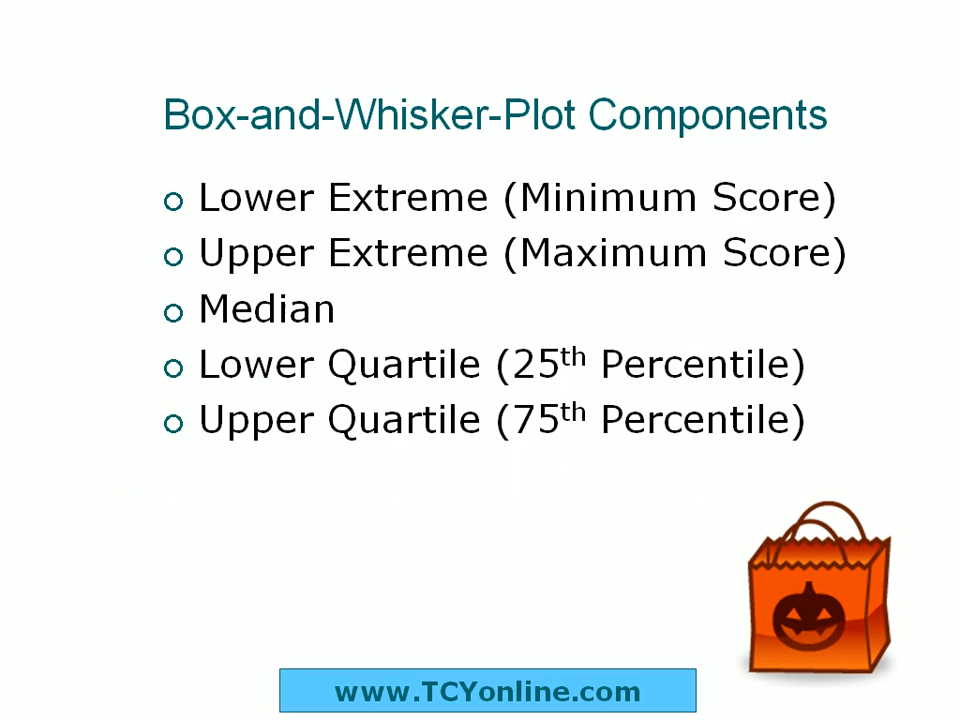 Box-and-Whisker-Plot Components
Lower Extreme (Minimum Score)
Upper Extreme (Maximum Score)
Median
Lower Quartile (25th Percentile)
Upper Quartile (75th Percentile)
www.TCYonline.com